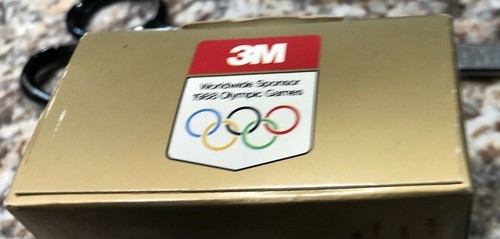 3M
Worldwide Sponsor
1988 Olympic Games